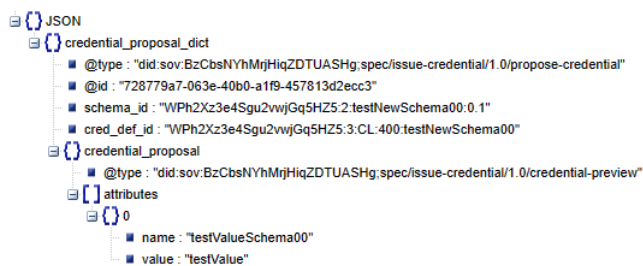 JSON
credential_proposal_dict
@type : "did:sov:BzCbsNYhMrjHiqZDTUASHg;spec/issue-credential/1.0/propose-credential"
@id : "728779a7-063e-40b0-a1f9-457813d2ecc3"
schema_id : "WPh2Xz3e4Sgu2vwjGq5HZ5:2:testNewSchema00:0.1"
cred_def_id : "WPh2Xz3e4Sgu2vwjGq5HZ5:3:CL:400:testNewSchema00"
credential_proposal
@type : "did:sov:BzCbsNYhMrjHiqZDTUASHg;spec/issue-credential/1.0/credential-preview"
attributes
0
name : "testValueSchema00"
value : "testValue"